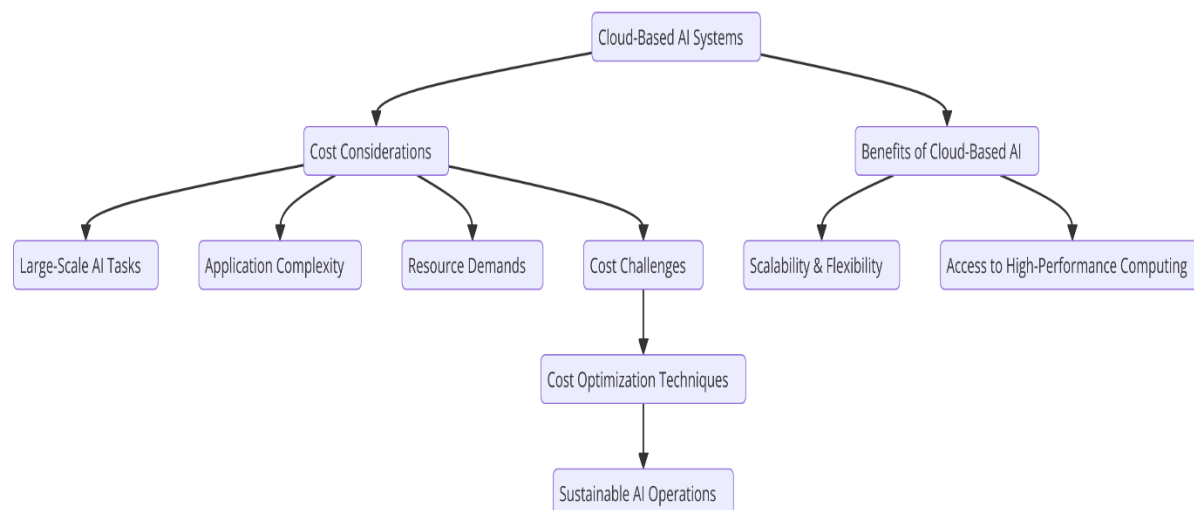 Cloud-Based AI Systems
Cost Considerations
Benefits of Cloud-Based AI
Large-Scale AI Tasks
Application Complexity
Resource Demands
Cost Challenges
Scalability & Flexibility
Access to High-Performance Computing
Cost Optimization Techniques
Sustainable AI Operations